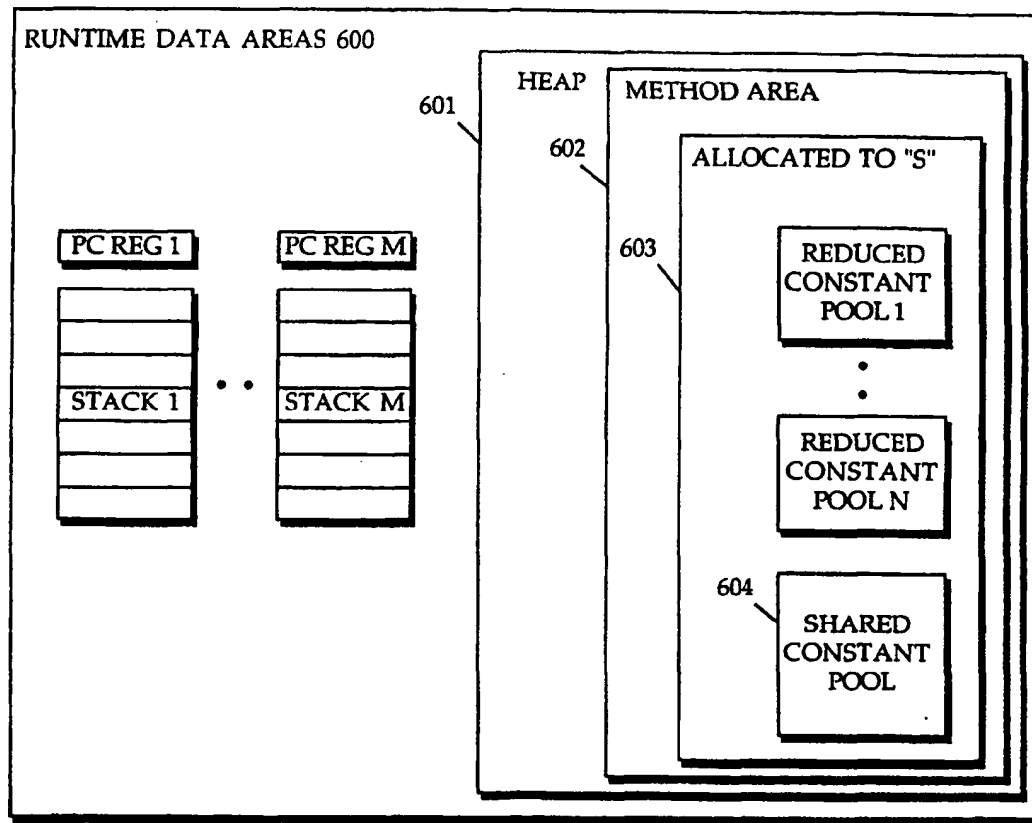 RUNTIME DATA AREAS 600
HEAP
METHOD AREA
601
602
ALLOCATED TO "S"
603
PC REG 1
PC REG M
REDUCED
CONSTANT
POOL 1
STACK 1
STACK M
REDUCED
CONSTANT
POOL N
604
SHARED
CONSTANT
POOL